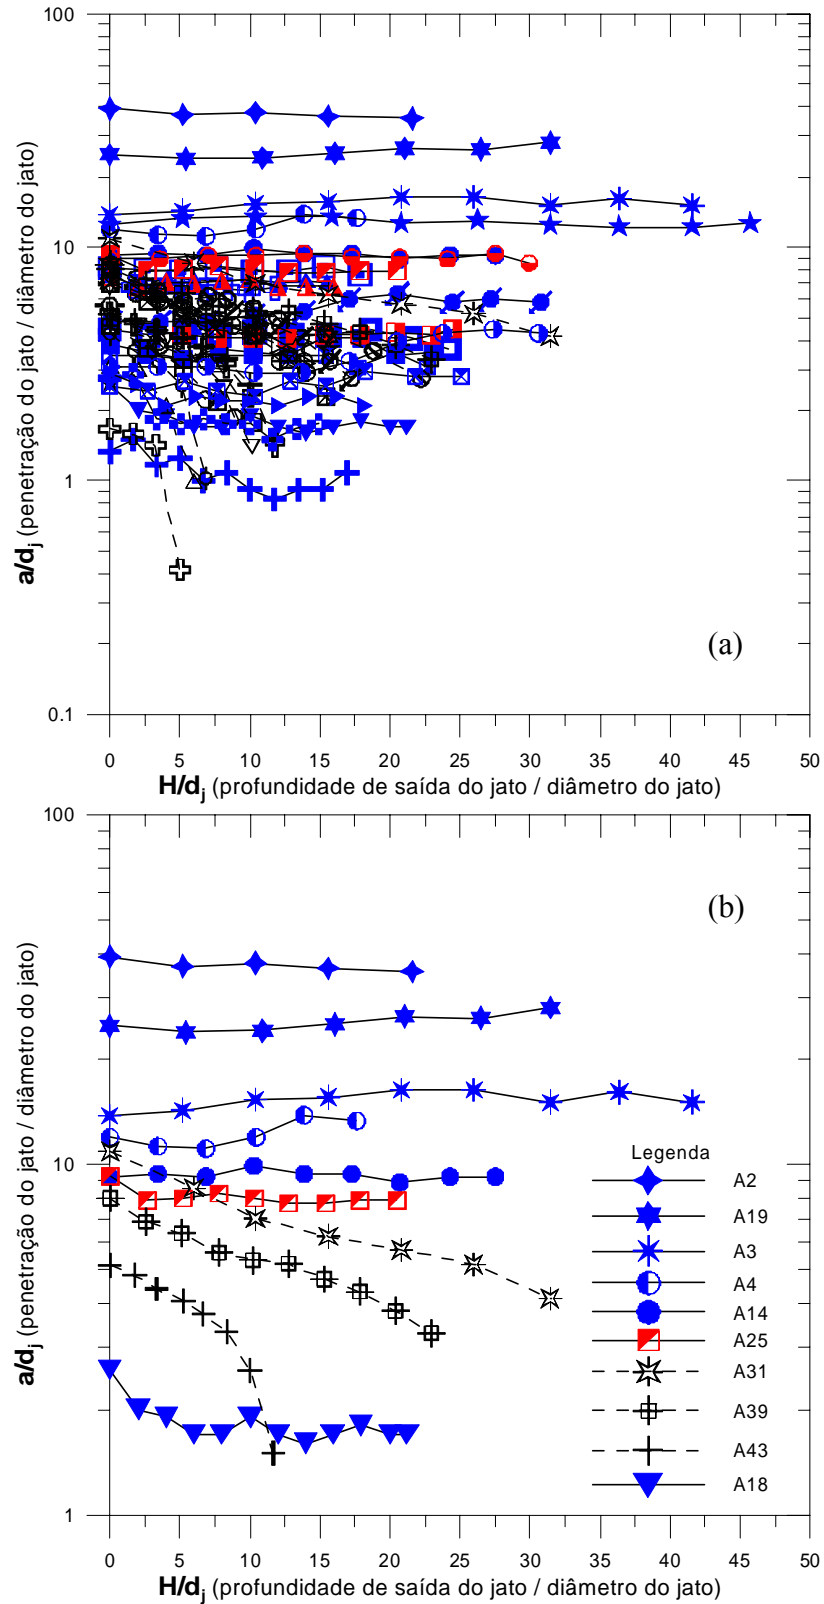 100
10
1
0.1
a/dj (penetração do jato / diâmetro do jato)
(a)
0 5 10 15 20 25 30 35 40 45 50
H/dj (profundidade de saída do jato / diâmetro do jato)
100
10
1
a/dj (penetração do jato / diâmetro do jato)
(b)
Legenda
A2
A19
A3
A4
A14
A25
A31
A39
A43
A18
0 5 10 15 20 25 30 35 40 45 50
H/dj (profundidade de saída do jato / diâmetro do jato)